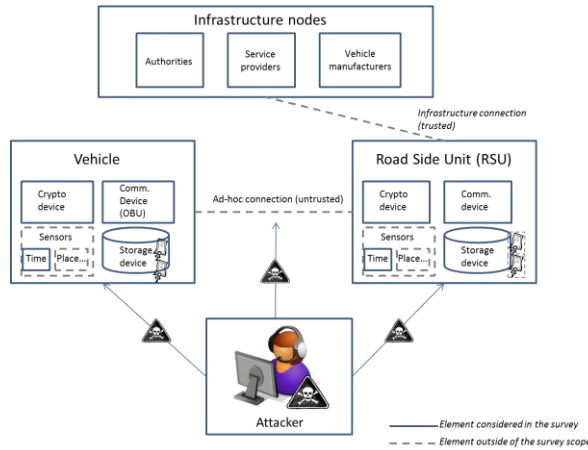 Infrastructure nodes
Authorities
Service
providers
Vehicle
manufacturers
Infrastructure connection
(trusted)
Vehicle
Crypto
device
Comm.
Device
(OBU)
Sensors
Time
Place...
Storage
device
Ad-hoc connection (untrusted)
Road Side Unit (RSU)
Crypto
device
Comm.
device
Sensors
Time
Place...
Storage
device
Attacker
Element considered in the survey
Element outside of the survey scope